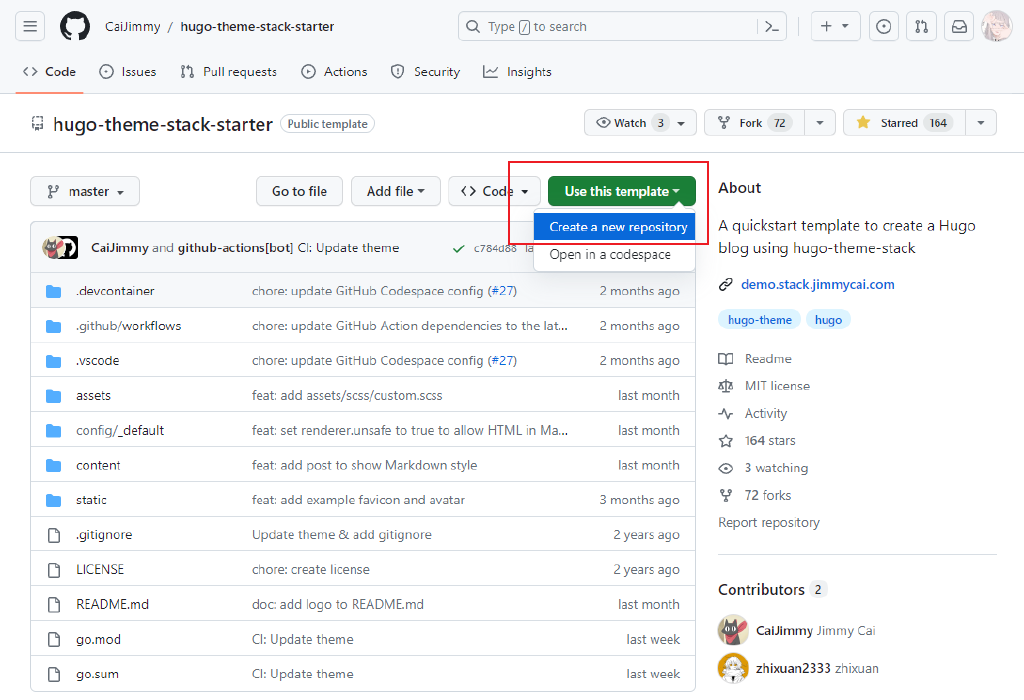 CaiJimmy / hugo-theme-stack-starter
Type / to search
Code Issues Pull requests Actions Security Insights
hugo-theme-stack-starter Public template
Watch 3 Fork 72 Starred 164
master Go to file Add file Code Use this template
Create a new repository
Open in a codespace
CaiJimmy and github-actions[bot] CI: Update theme c784d88 la
.devcontainer chore: update GitHub Codespace config (#27) 2 months ago
.github/workflows chore: update GitHub Action dependencies to the lat... 2 months ago
.vscode chore: update GitHub Codespace config (#27) 2 months ago
assets feat: add assets/scss/custom.scss last month
config/_default feat: set renderer.unsafe to true to allow HTML in Ma... last month
content feat: add post to show Markdown style last month
static feat: add example favicon and avatar 3 months ago
.gitignore Update theme & add gitignore 2 years ago
LICENSE chore: create license 2 years ago
README.md doc: add logo to README.md last month
go.mod CI: Update theme last week
go.sum CI: Update theme last week
About
A quickstart template to create a Hugo
blog using hugo-theme-stack
demo.stack.jimmycai.com
hugo-theme hugo
Readme
MIT license
Activity
164 stars
3 watching
72 forks
Report repository
Contributors 2
CaiJimmy Jimmy Cai
zhixuan2333 zhixuan